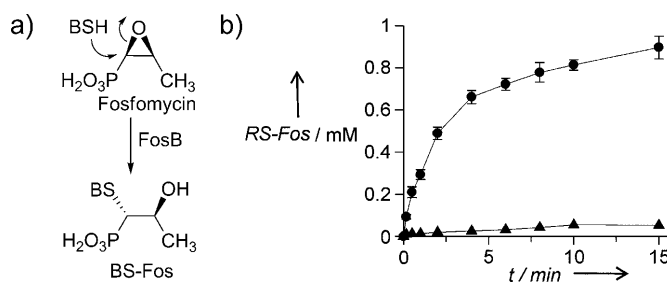 a)
BSH
O
H2O3P
CH3
Fosfomycin
FosB
BS
OH
H2O3P
CH3
BS-Fos
b)
1
0.8
0.6
0.4
0.2
0
RS-Fos / mM
0
5
10
15
t / min